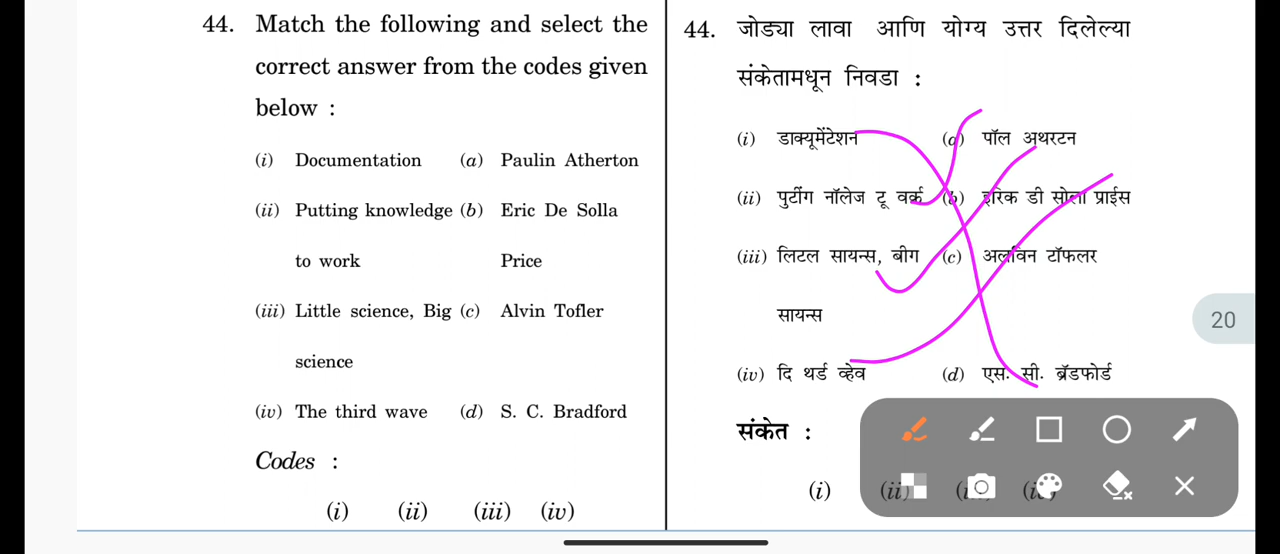 44. Match the following and select the
correct answer from the codes given
below :
(i) Documentation (a) Paulin Atherton
(ii) Putting knowledge (b) Eric De Solla
to work Price
(iii) Little science, Big (c) Alvin Tofler
science
(iv) The third wave (d) S. C. Bradford
Codes :
(i) (ii) (iii) (iv)
44. जोड्या लावा आणि योग्य उत्तर दिलेल्या
संकेतामधून निवडा :
(i) डाक्यूमेंटेशन (a) पॉल अथरटन
(ii) पुटींग नॉलेज टू वर्क (b) इरिक डी सोला प्राईस
(iii) लिटल सायन्स, बीग (c) अलविन टॉफलर
सायन्स
(iv) दि थर्ड व्हेव (d) एस. सी. ब्रॅडफोर्ड
संकेत :
(i) (ii)
20